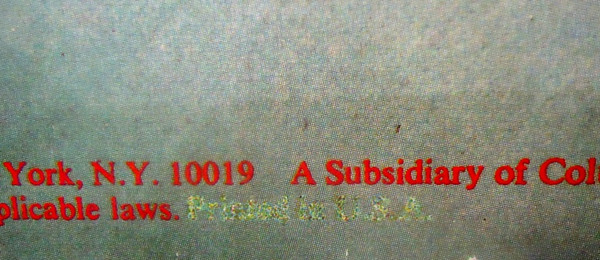 York, N.Y. 10019 A Subsidiary of Col
plicable laws. Printed in U.S.A.